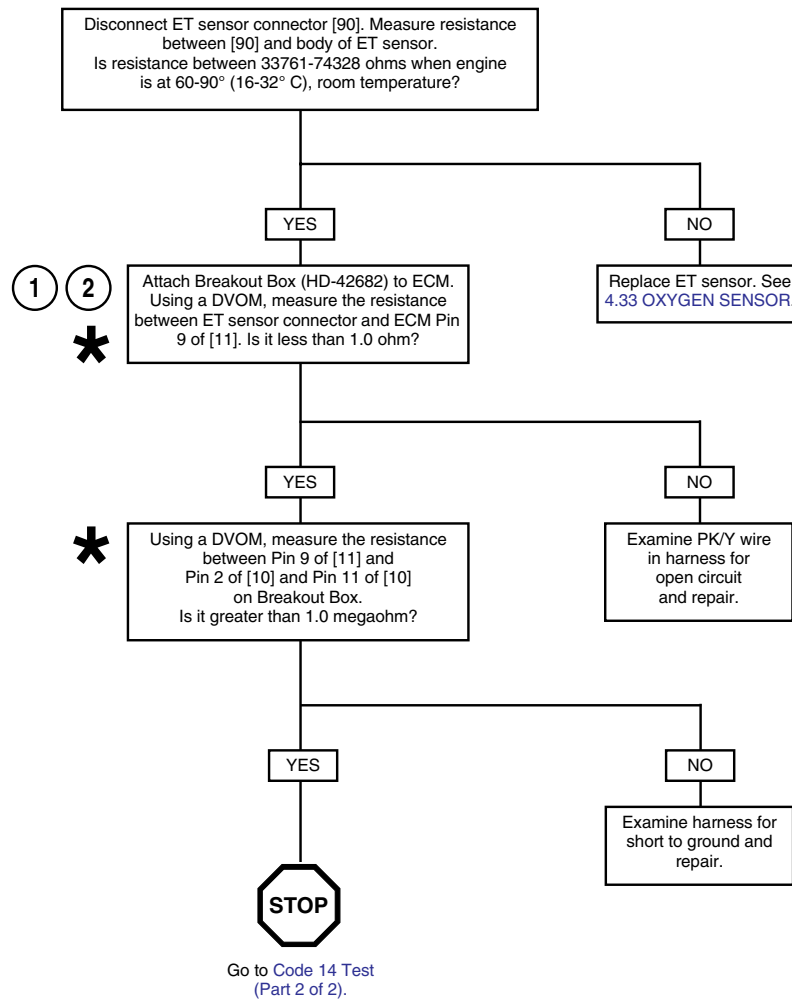 Disconnect ET sensor connector [90]. Measure resistance
between [90] and body of ET sensor.
Is resistance between 33761-74328 ohms when engine
is at 60-90° (16-32° C), room temperature?
YES
NO
1 2
Attach Breakout Box (HD-42682) to ECM.
Using a DVOM, measure the resistance
between ET sensor connector and ECM Pin
9 of [11]. Is it less than 1.0 ohm?
*
Replace ET sensor. See
4.33 OXYGEN SENSOR.
YES
NO
*
Using a DVOM, measure the resistance
between Pin 9 of [11] and
Pin 2 of [10] and Pin 11 of [10]
on Breakout Box.
Is it greater than 1.0 megaohm?
Examine PK/Y wire
in harness for
open circuit
and repair.
YES
NO
Examine harness for
short to ground and
repair.
STOP
Go to Code 14 Test
(Part 2 of 2).